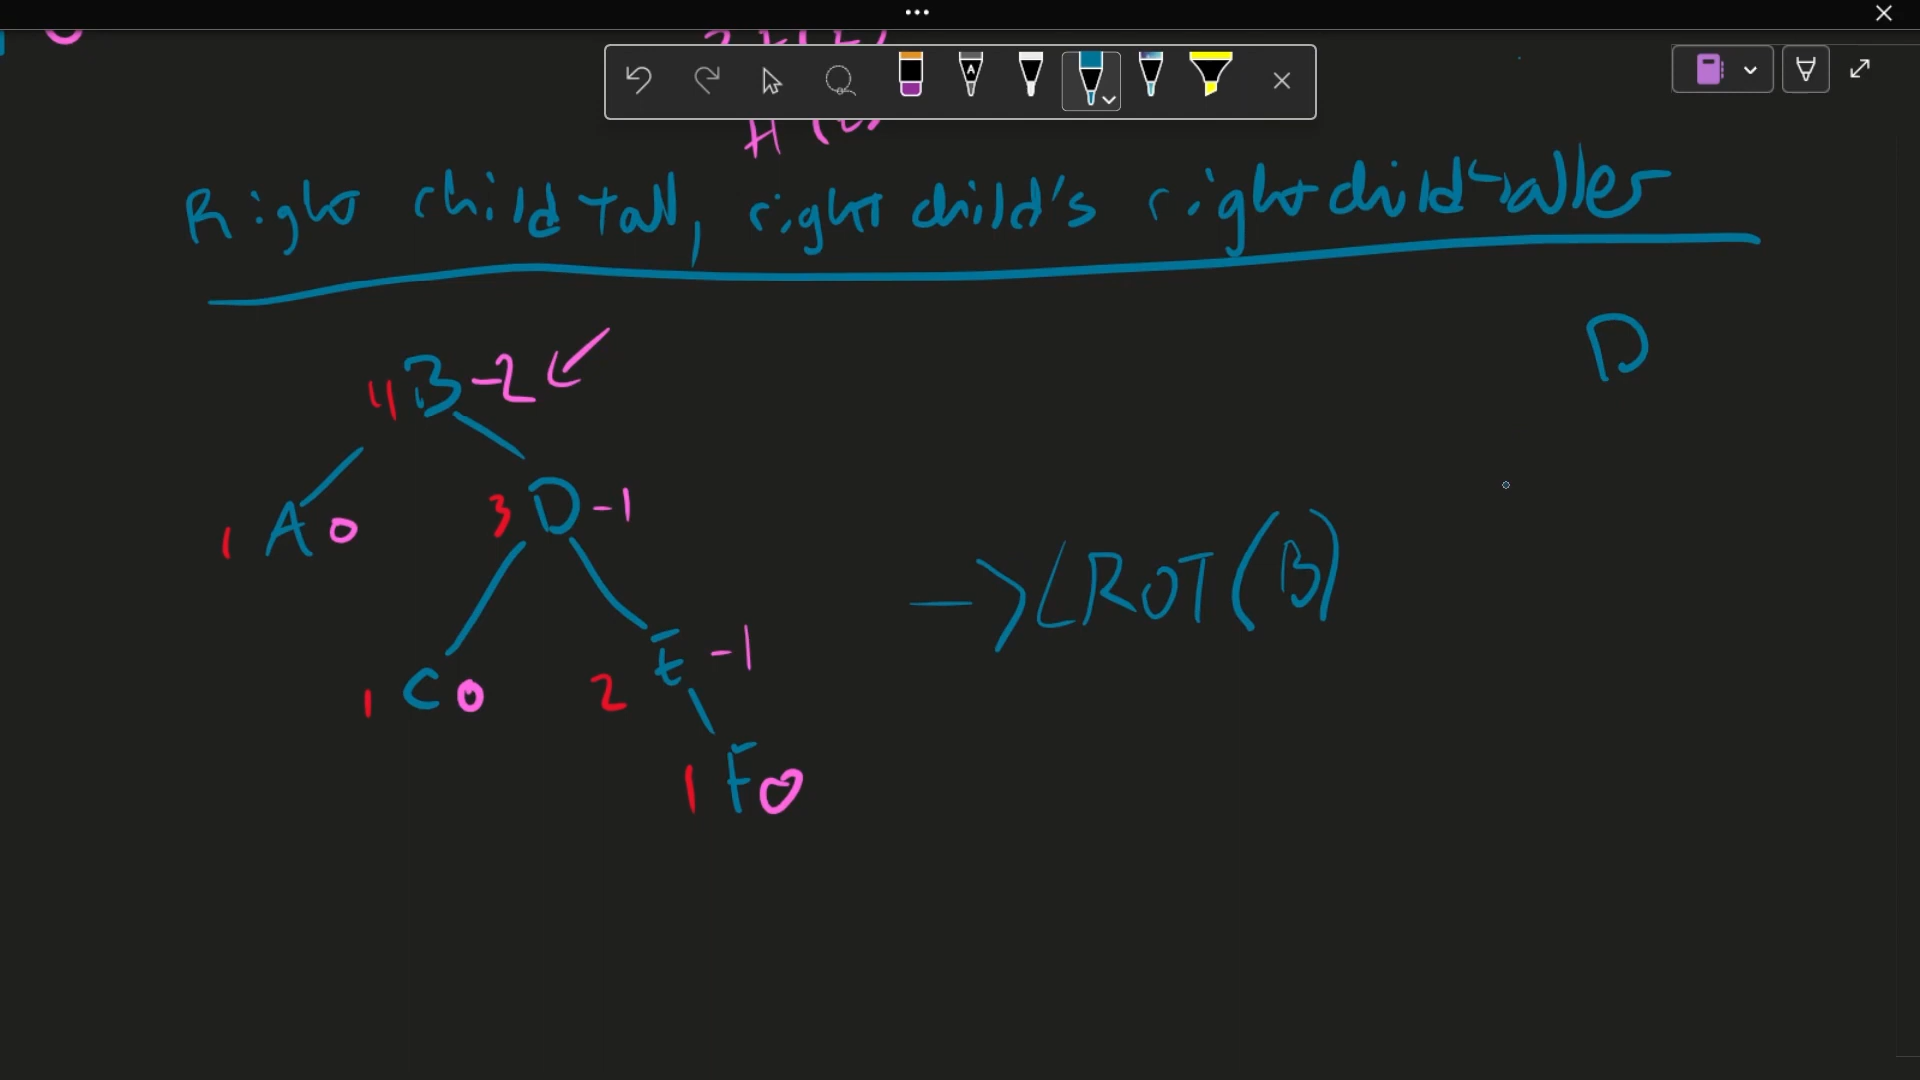 Right child tall, right child's right child taller
D
4 B -2
1 A 0
3 D -1
-> LROT(B)
1 C 0
2 E -1
1 F 0